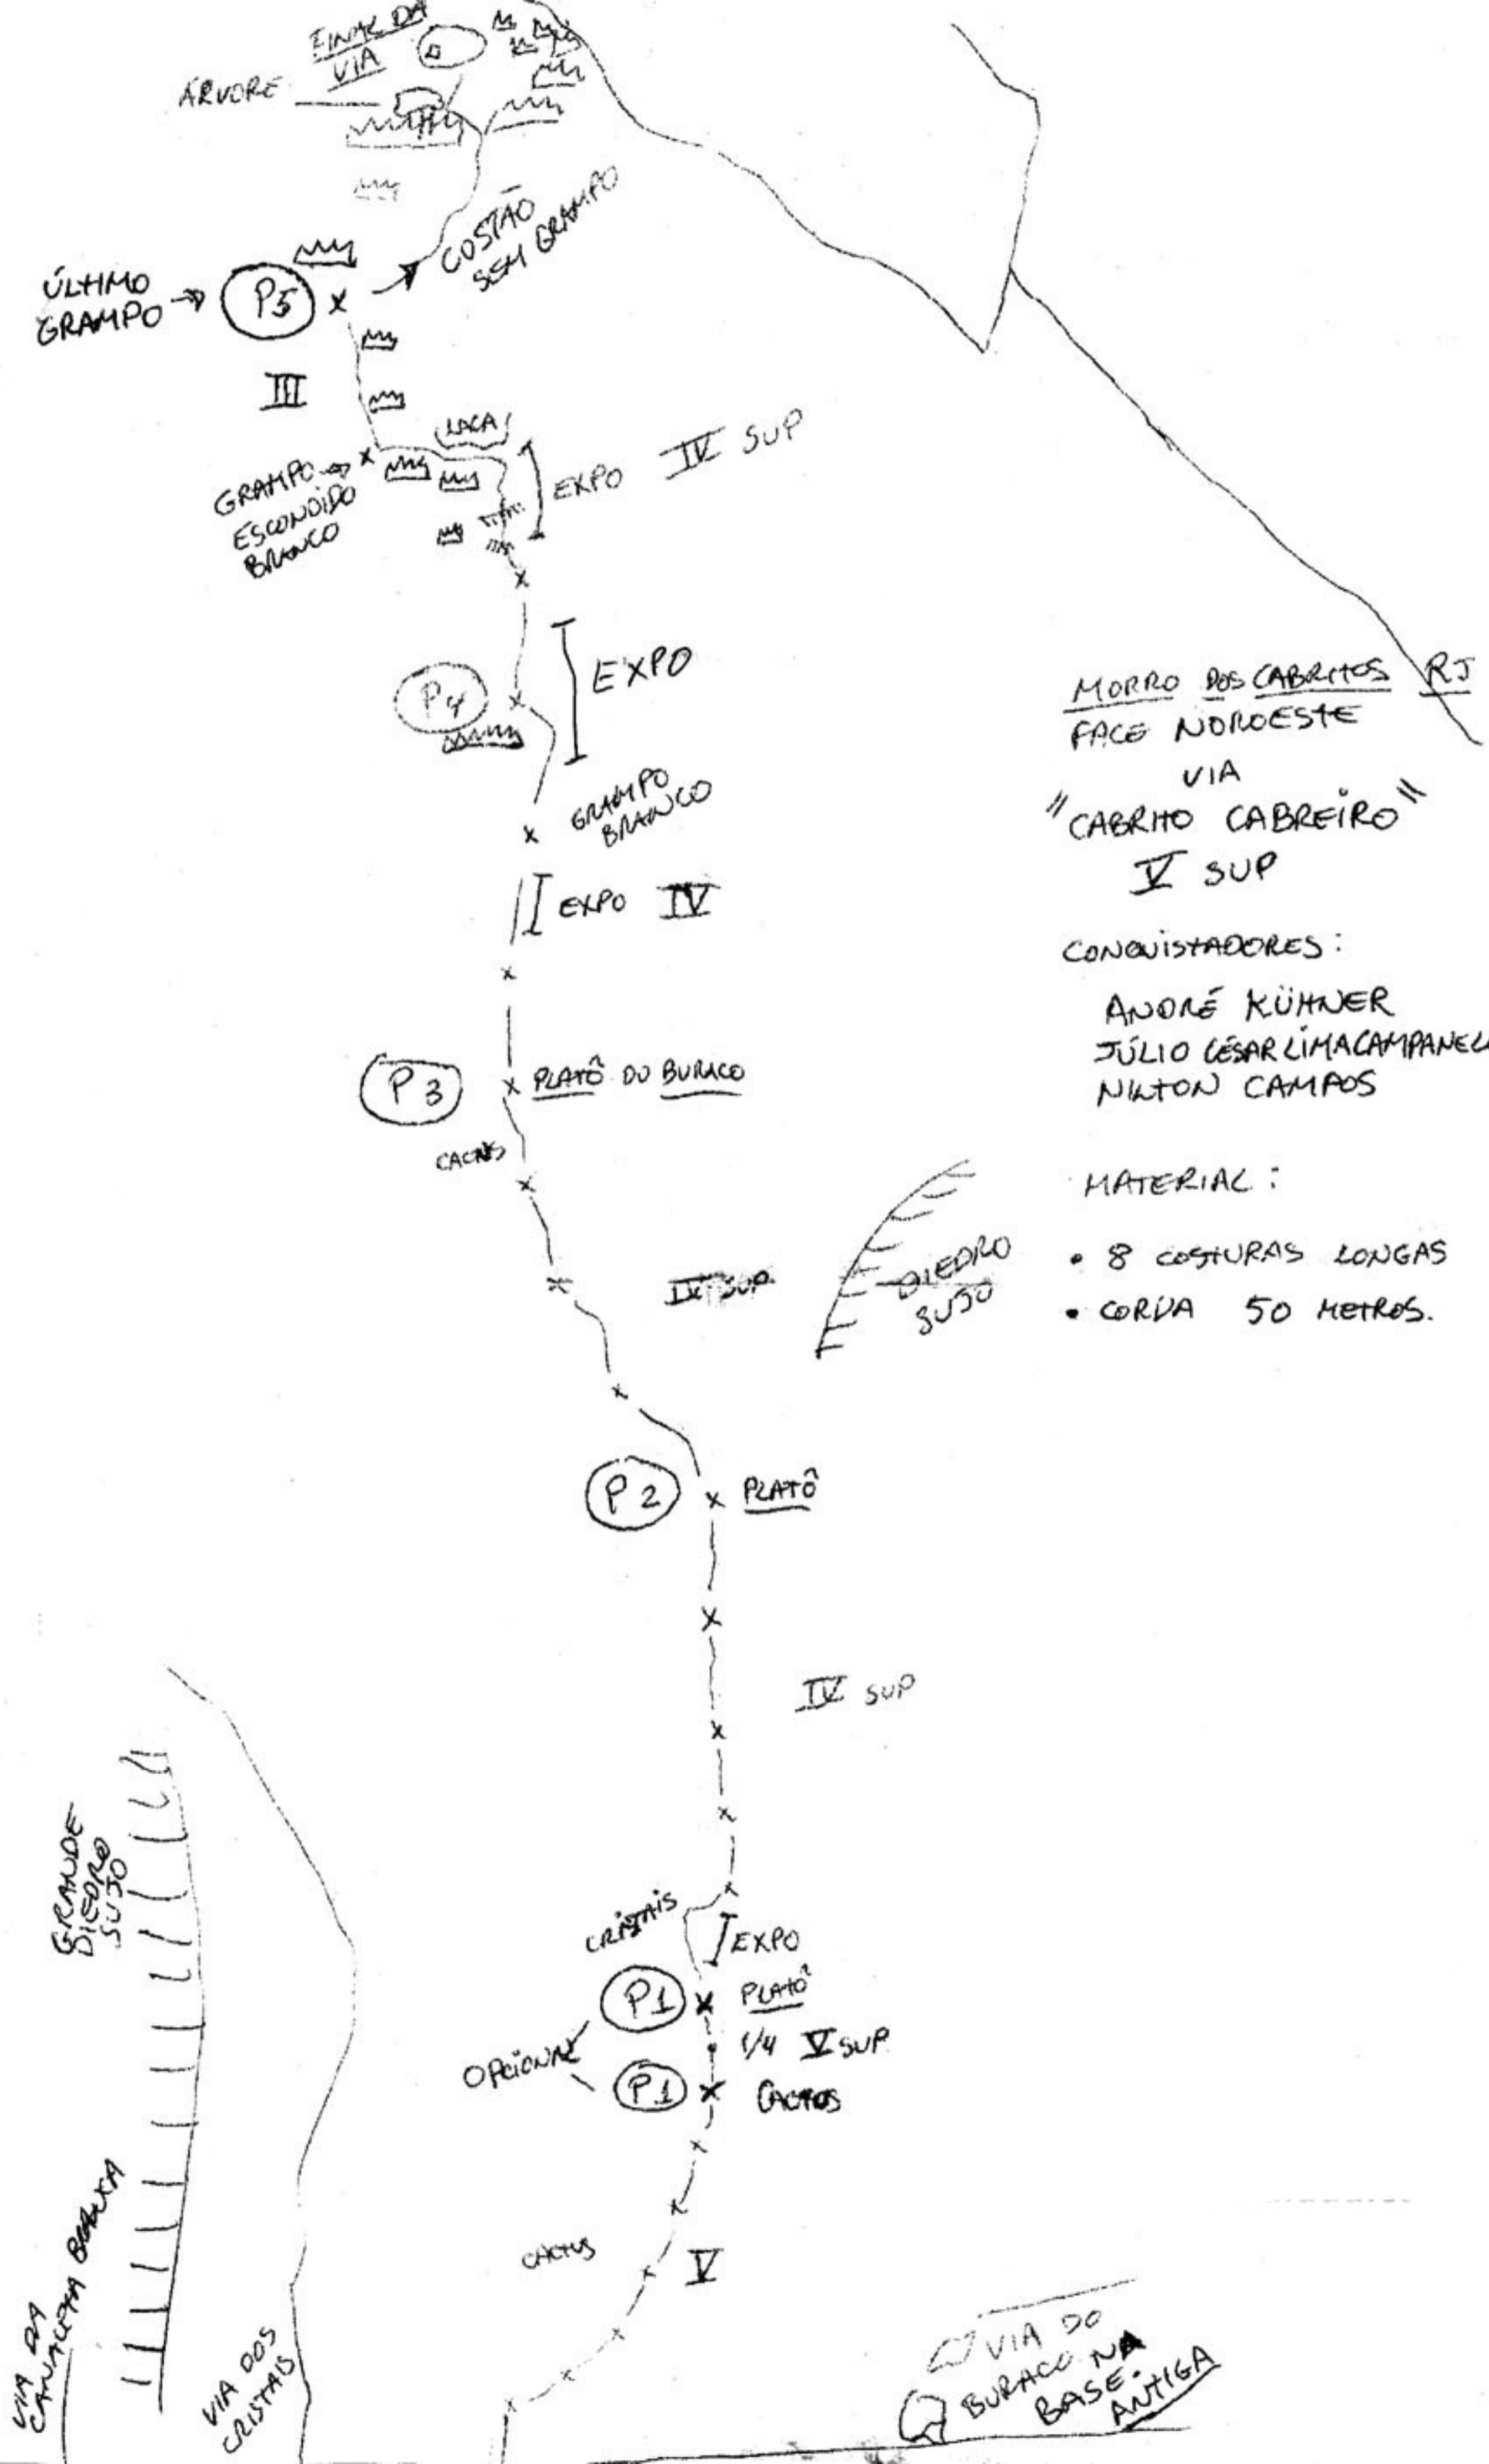 FINAL DA
VIA
ÁRVORE
COSTÃO
SEM GRAMPO
ÚLTIMO
GRAMPO
P5
III
LACA
GRAMPO
ESCONDIDO
BRANCO
EXPO IV SUP
P4
EXPO
GRAMPO
BRANCO
EXPO IV
MORRO DOS CABRITOS RJ
FACE NOROESTE
VIA
"CABRITO CABREIRO"
V SUP
CONQUISTADORES:
ANDRÉ KÜHNER
JÚLIO CÉSAR LIMA CAMPANEL
NILTON CAMPOS
MATERIAL:
• 8 COSTURAS LONGAS
• CORDA 50 METROS.
P3
PLATÔ DO BURACO
CACTUS
IV SUP
DIEDRO
SUJO
P2
PLATÔ
IV SUP
GRANDE
DIEDRO
SUJO
CRISTAIS
EXPO
P1
PLATÔ
1/4 V SUP
OPCIONAL
P1
CACTOS
CACTUS
V
VIA DA
CANALETA BRANCA
VIA DOS
CRISTAIS
VIA DO
BURACO NA
BASE.
ANTIGA